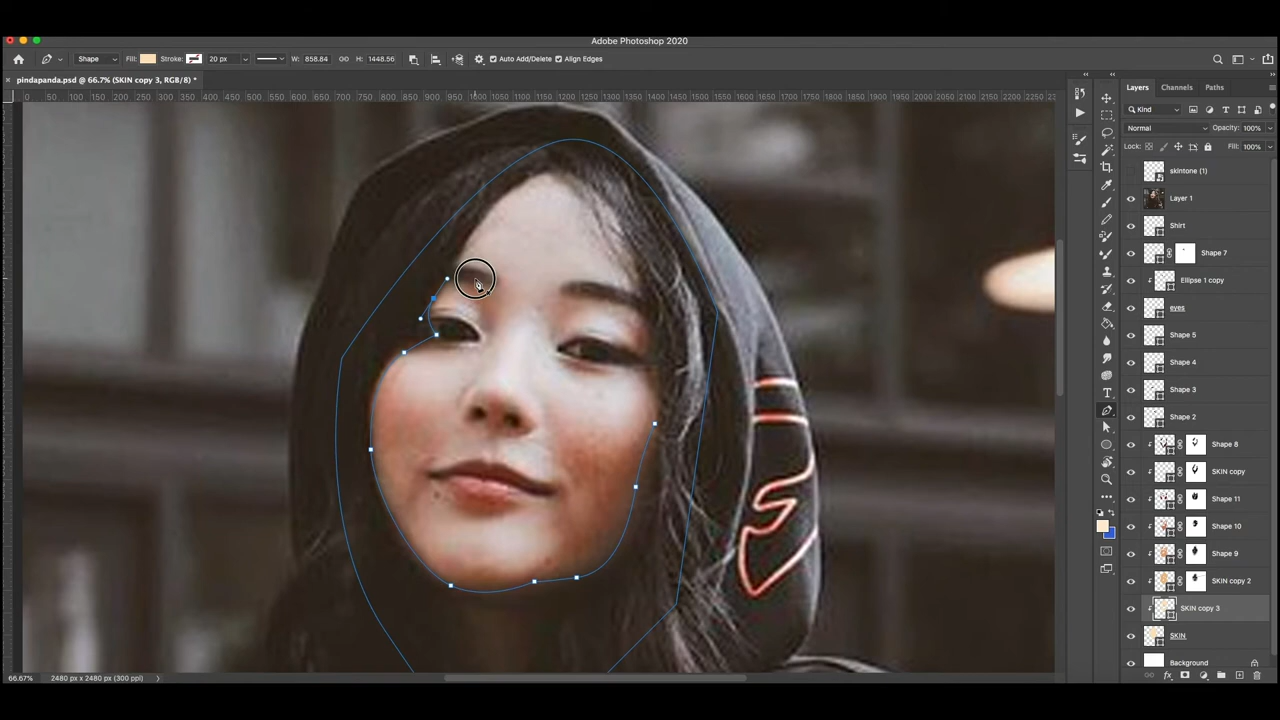 Adobe Photoshop 2020
Shape Fill: Stroke: 20 px W: 858.84 H: 1448.56 Auto Add/Delete Align Edges
pindapanda.psd @ 66.7% (SKIN copy 3, RGB/8) *
0 50 100 150 200 250 300 350 400 450 500 550 600 650 700 750 800 850 900 950 1000 1050 1100 1150 1200 1250 1300 1350 1400 1450 1500 1550 1600 1650 1700 1750 1800 1850 1900 1950 2000 2050 2100 2150 2200 2250
Layers Channels Paths
Kind
Normal Opacity: 100%
Lock: Fill: 100%
skintone (1)
Layer 1
Shirt
Shape 7
Ellipse 1 copy
eyes
Shape 5
Shape 4
Shape 3
Shape 2
Shape 8
SKIN copy
Shape 11
Shape 10
Shape 9
SKIN copy 2
SKIN copy 3
SKIN
Background
66.67% 2480 px x 2480 px (300 ppi)